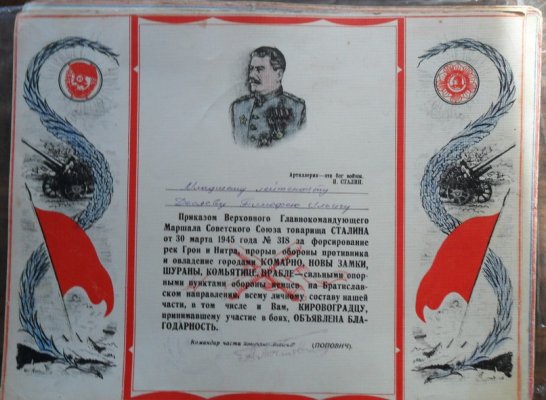 Артиллерия—это бог войны.
И. СТАЛИН.
Младшему лейтенанту
Тимофею
Приказом Верховного Главнокомандующего
Маршала Советского Союза товарища СТАЛИНА
от 30 марта 1945 года № 318 за форсирование
рек Грон и Нитра, прорыв обороны противника
и овладение городами КОМАРНО, НОВЫ ЗАМКИ,
ШУРАНЫ, КОМЬЯТИЦЕ, ВРАБЛЕ—сильными опор-
ными пунктами обороны немцев на Братислав-
ском направлении, всему личному составу нашей
части, в том числе и Вам, КИРОВОГРАДЦУ,
принимавшему участие в боях, ОБЪЯВЛЕНА БЛА-
ГОДАРНОСТЬ.
Командир части (ПОПОВИЧ).